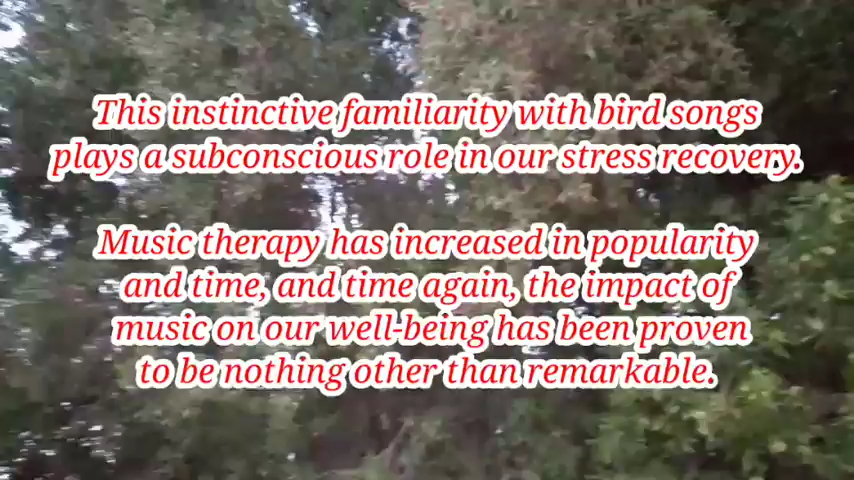 This instinctive familiarity with bird songs
plays a subconscious role in our stress recovery.
Music therapy has increased in popularity
and time, and time again, the impact of
music on our well-being has been proven
to be nothing other than remarkable.